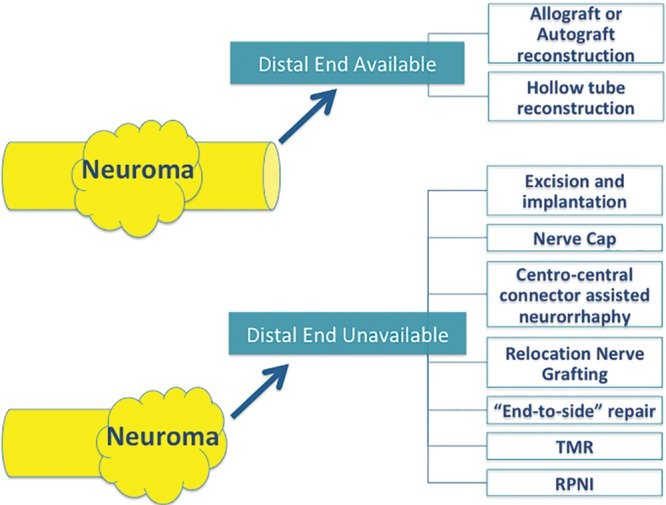 Distal End Available
Allograft or
Autograft
reconstruction
Hollow tube
reconstruction
Neuroma
Distal End Unavailable
Excision and
implantation
Nerve Cap
Centro-central
connector assisted
neurorrhaphy
Relocation Nerve
Grafting
“End-to-side” repair
TMR
RPNI
Neuroma